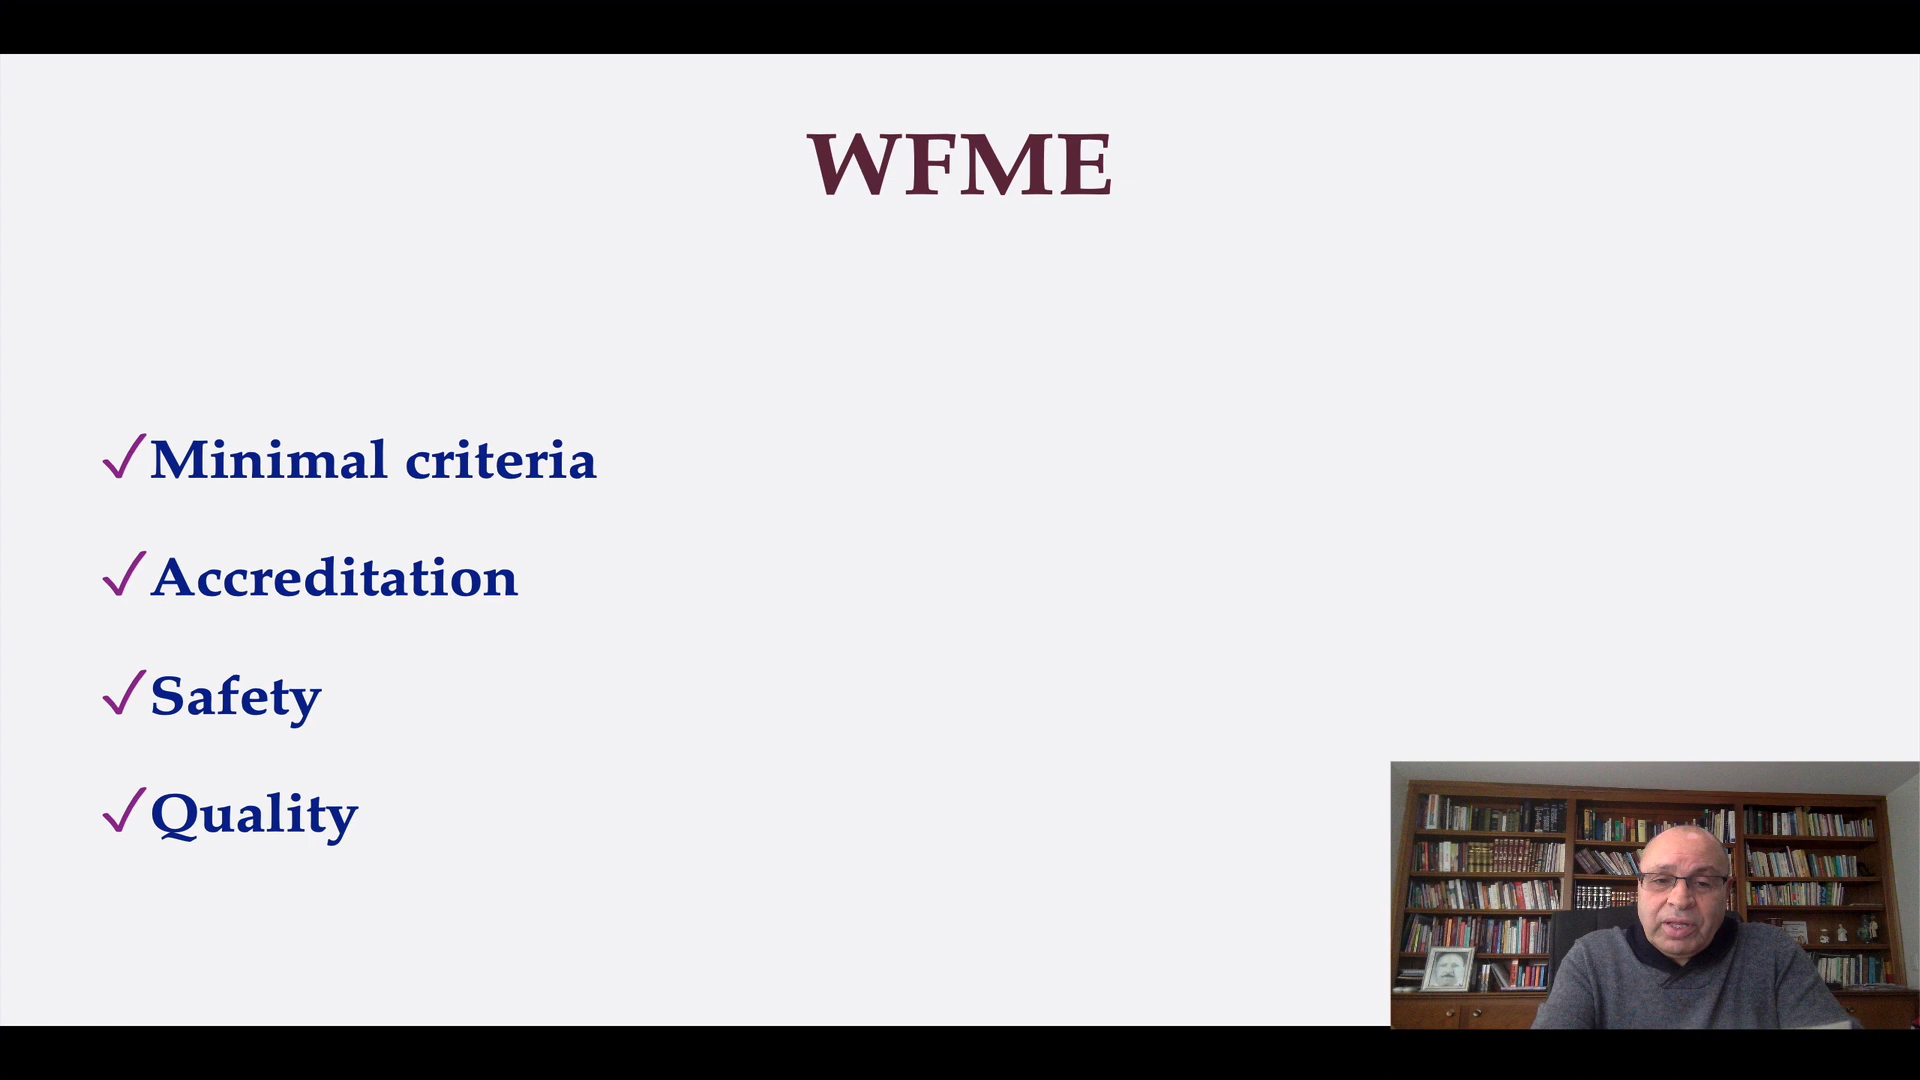 WFME
✓Minimal criteria
✓Accreditation
✓Safety
✓Quality